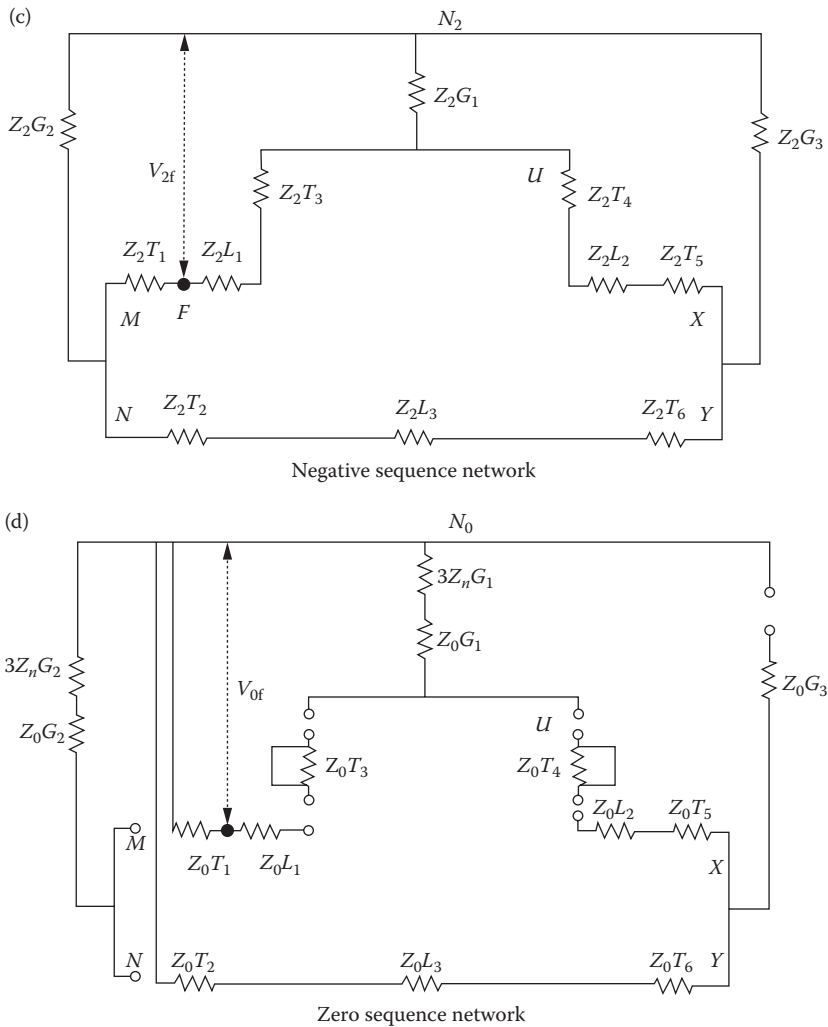 (c)
N₂
Z₂G₂
Z₂G₁
Z₂G₃
V₂f
Z₂T₃
U
Z₂T₄
Z₂T₁
Z₂L₁
Z₂L₂
Z₂T₅
M
F
X
N
Z₂T₂
Z₂L₃
Z₂T₆
Y
Negative sequence network
(d)
N₀
3ZₙG₁
Z₀G₁
3ZₙG₂
Z₀G₂
V₀f
Z₀G₃
U
Z₀T₃
Z₀T₄
M
Z₀T₁
Z₀L₁
Z₀L₂
Z₀T₅
X
N
Z₀T₂
Z₀L₃
Z₀T₆
Y
Zero sequence network